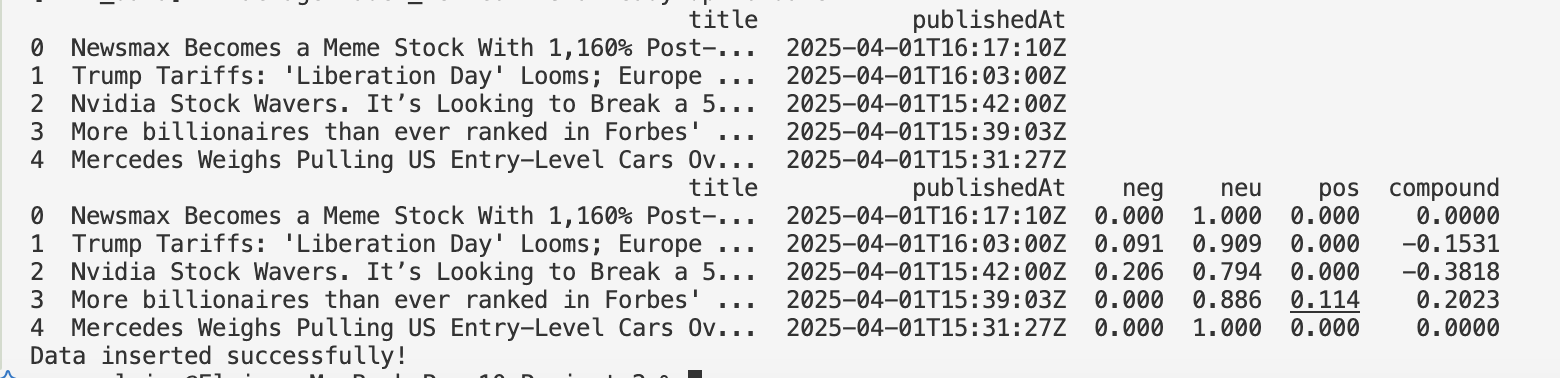 title publishedAt
0 Newsmax Becomes a Meme Stock With 1,160% Post-... 2025-04-01T16:17:10Z
1 Trump Tariffs: 'Liberation Day' Looms; Europe ... 2025-04-01T16:03:00Z
2 Nvidia Stock Wavers. It’s Looking to Break a 5... 2025-04-01T15:42:00Z
3 More billionaires than ever ranked in Forbes' ... 2025-04-01T15:39:03Z
4 Mercedes Weighs Pulling US Entry-Level Cars Ov... 2025-04-01T15:31:27Z
title publishedAt neg neu pos compound
0 Newsmax Becomes a Meme Stock With 1,160% Post-... 2025-04-01T16:17:10Z 0.000 1.000 0.000 0.0000
1 Trump Tariffs: 'Liberation Day' Looms; Europe ... 2025-04-01T16:03:00Z 0.091 0.909 0.000 -0.1531
2 Nvidia Stock Wavers. It’s Looking to Break a 5... 2025-04-01T15:42:00Z 0.206 0.794 0.000 -0.3818
3 More billionaires than ever ranked in Forbes' ... 2025-04-01T15:39:03Z 0.000 0.886 0.114 0.2023
4 Mercedes Weighs Pulling US Entry-Level Cars Ov... 2025-04-01T15:31:27Z 0.000 1.000 0.000 0.0000
Data inserted successfully!